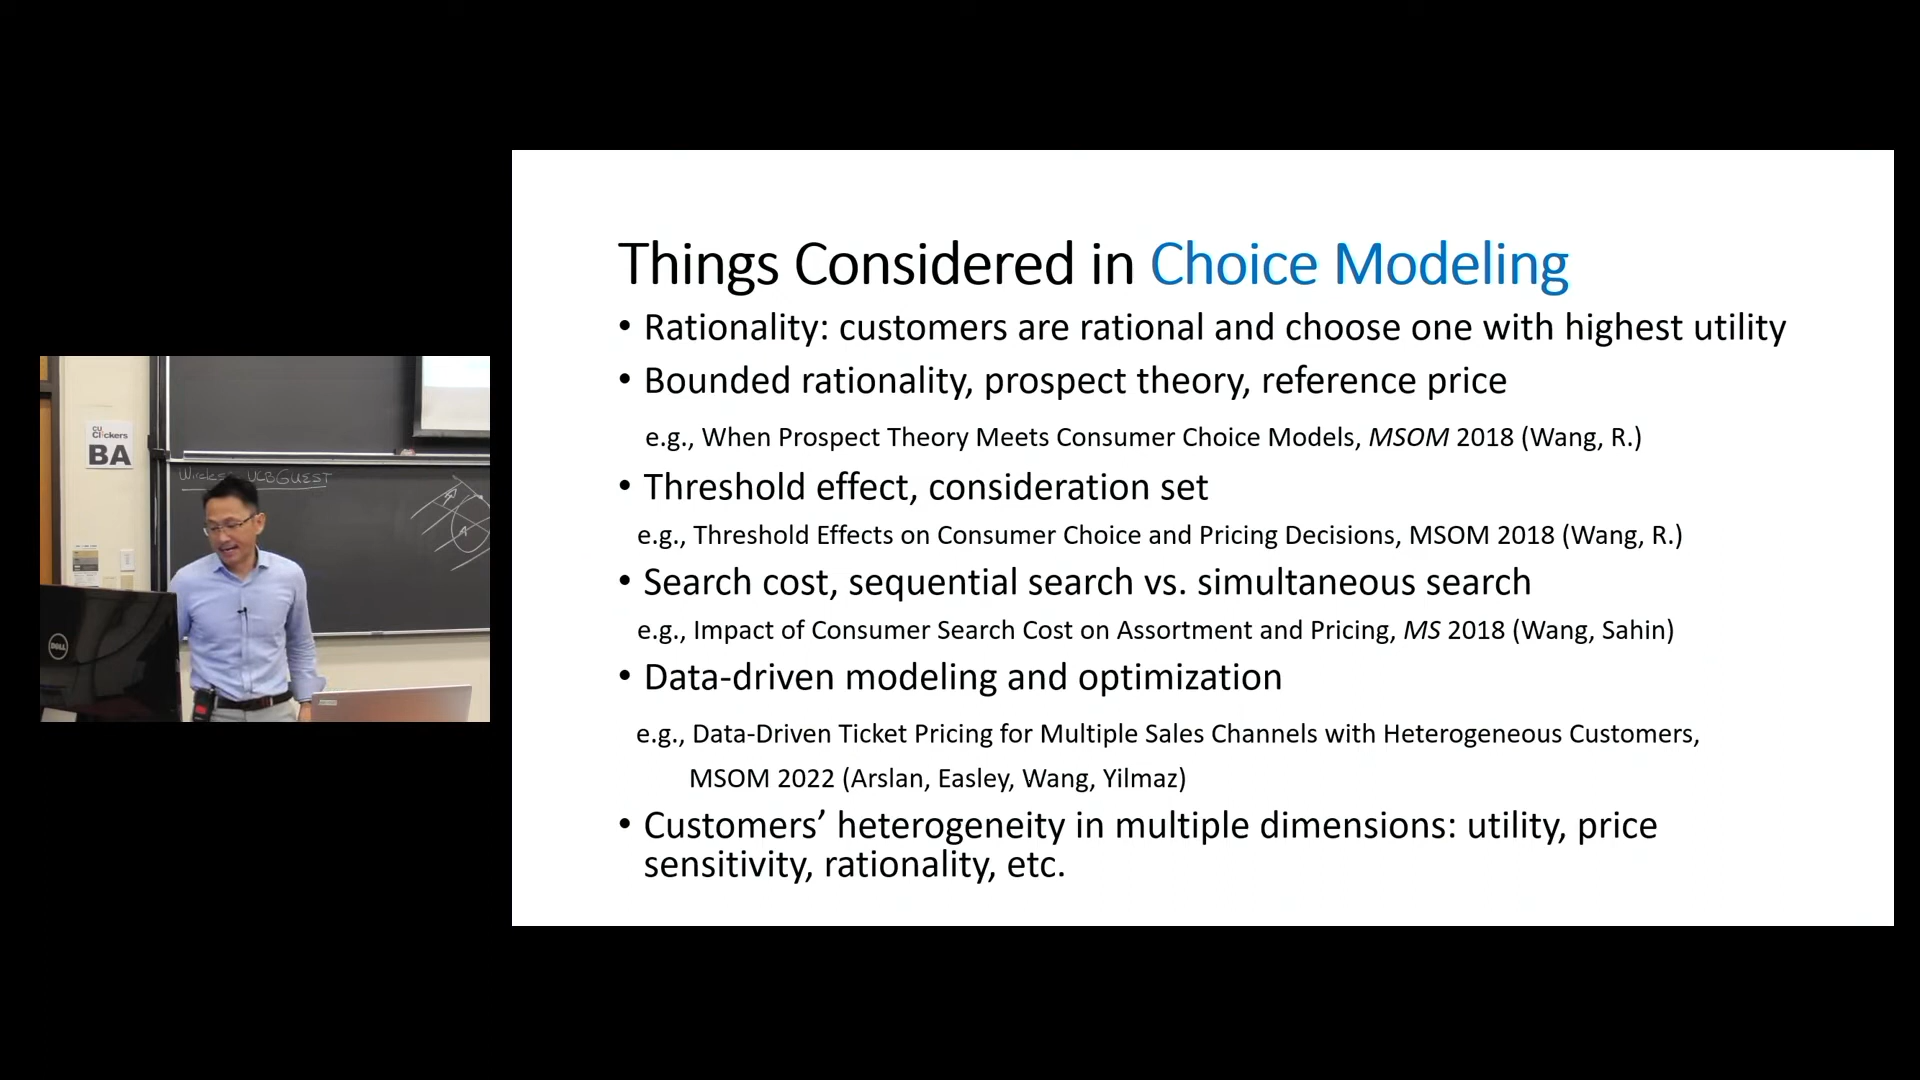 Things Considered in Choice Modeling
• Rationality: customers are rational and choose one with highest utility
• Bounded rationality, prospect theory, reference price
e.g., When Prospect Theory Meets Consumer Choice Models, MSOM 2018 (Wang, R.)
• Threshold effect, consideration set
e.g., Threshold Effects on Consumer Choice and Pricing Decisions, MSOM 2018 (Wang, R.)
• Search cost, sequential search vs. simultaneous search
e.g., Impact of Consumer Search Cost on Assortment and Pricing, MS 2018 (Wang, Sahin)
• Data-driven modeling and optimization
e.g., Data-Driven Ticket Pricing for Multiple Sales Channels with Heterogeneous Customers,
MSOM 2022 (Arslan, Easley, Wang, Yilmaz)
• Customers’ heterogeneity in multiple dimensions: utility, price
sensitivity, rationality, etc.
CU
Clickers
BA
UCBGUEST
DELL